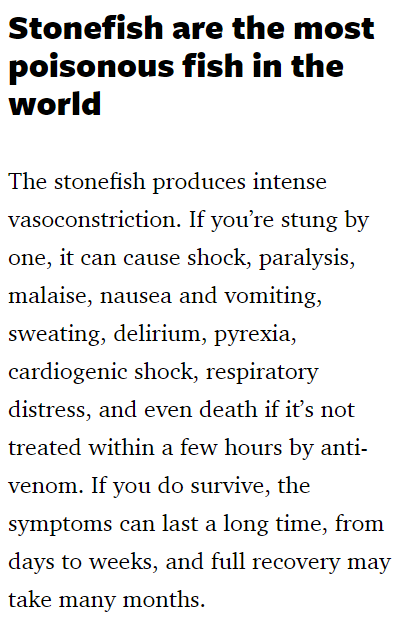 Stonefish are the most
poisonous fish in the
world
The stonefish produces intense
vasoconstriction. If you’re stung by
one, it can cause shock, paralysis,
malaise, nausea and vomiting,
sweating, delirium, pyrexia,
cardiogenic shock, respiratory
distress, and even death if it’s not
treated within a few hours by anti-
venom. If you do survive, the
symptoms can last a long time, from
days to weeks, and full recovery may
take many months.